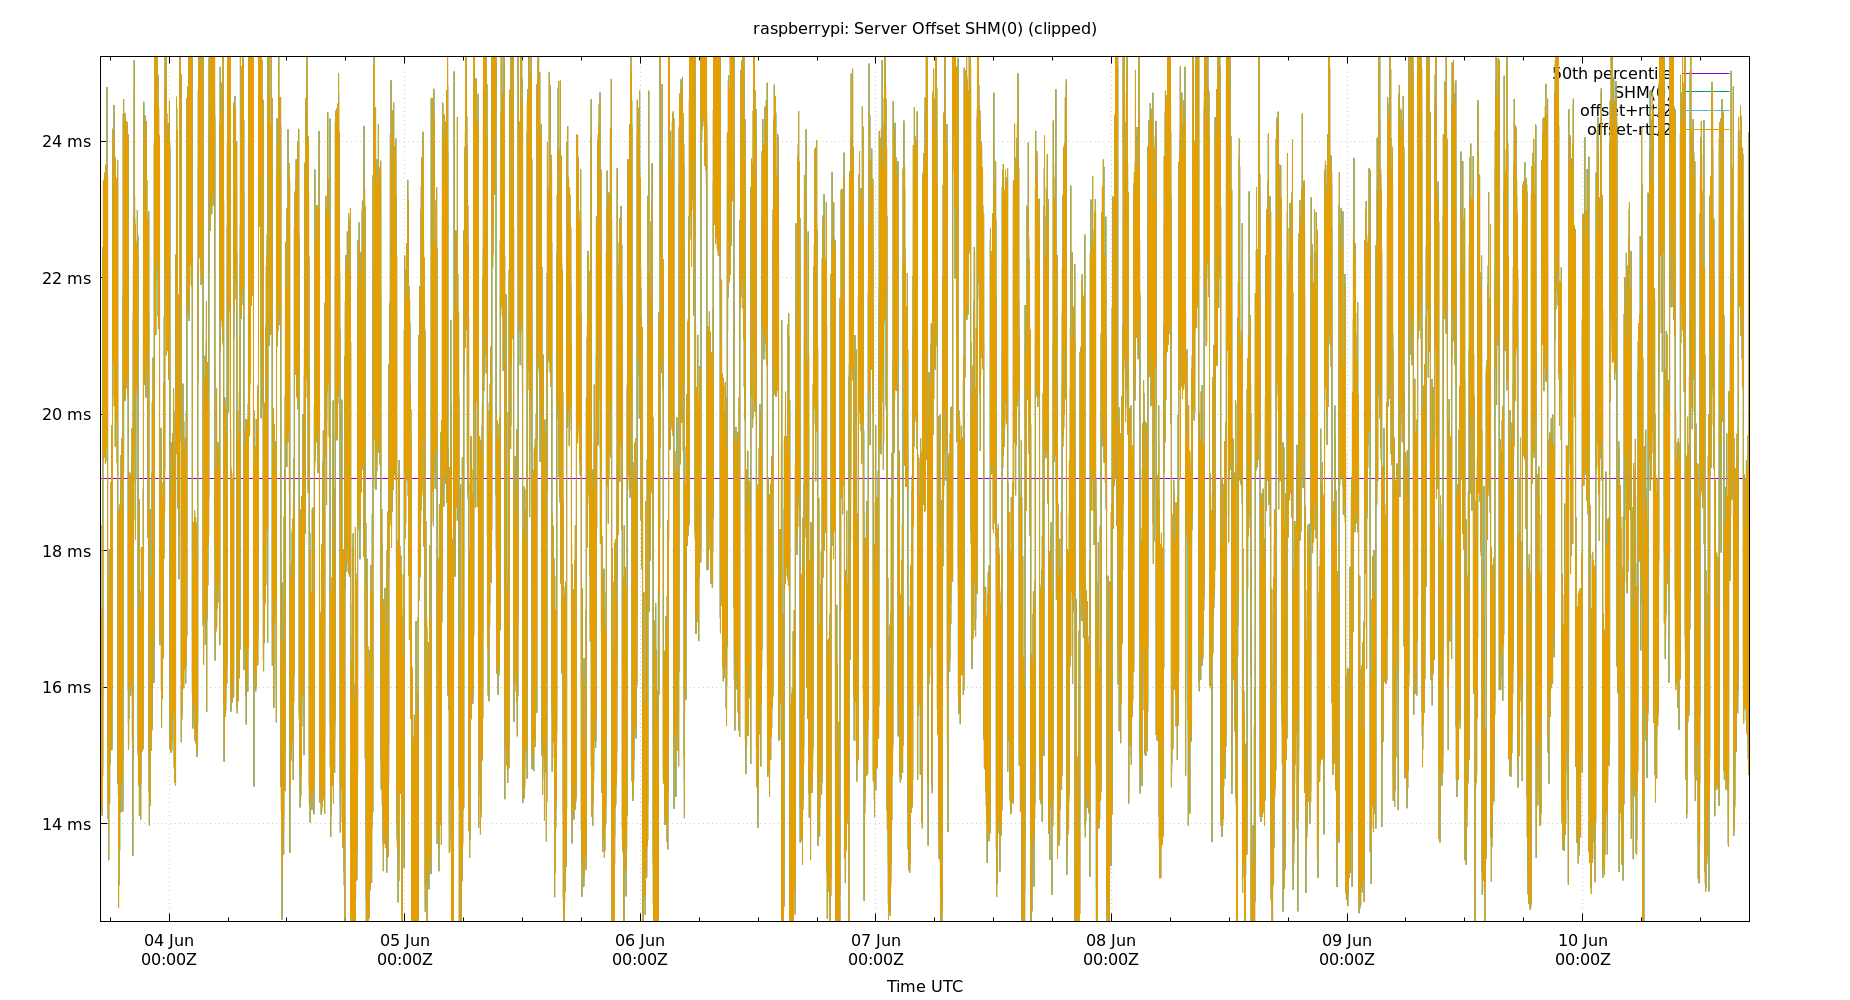 raspberrypi: Server Offset SHM(0) (clipped)
50th percentile
SHM(0)
offset+rtt/2
offset-rtt/2
24 ms
22 ms
20 ms
18 ms
16 ms
14 ms
04 Jun 05 Jun 06 Jun 07 Jun 08 Jun 09 Jun 10 Jun
00:00Z 00:00Z 00:00Z 00:00Z 00:00Z 00:00Z 00:00Z
Time UTC